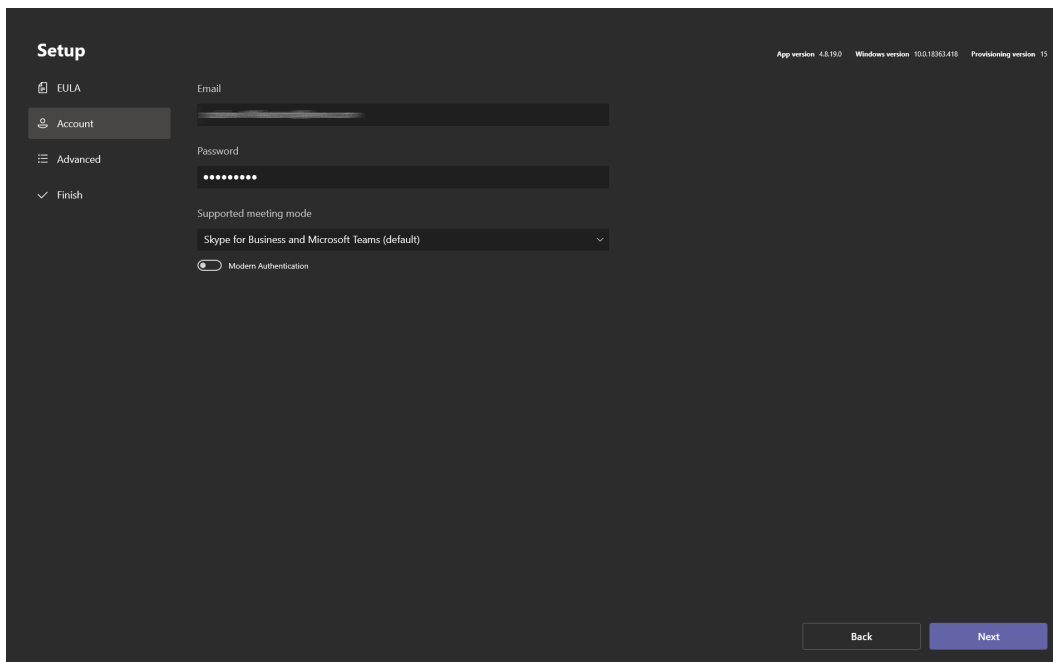 Setup
App version 4.8.19.0 Windows version 10.0.18363.418 Provisioning version 15
EULA
Account
Advanced
Finish
Email
Password
•••••••••
Supported meeting mode
Skype for Business and Microsoft Teams (default)
Modern Authentication
Back
Next